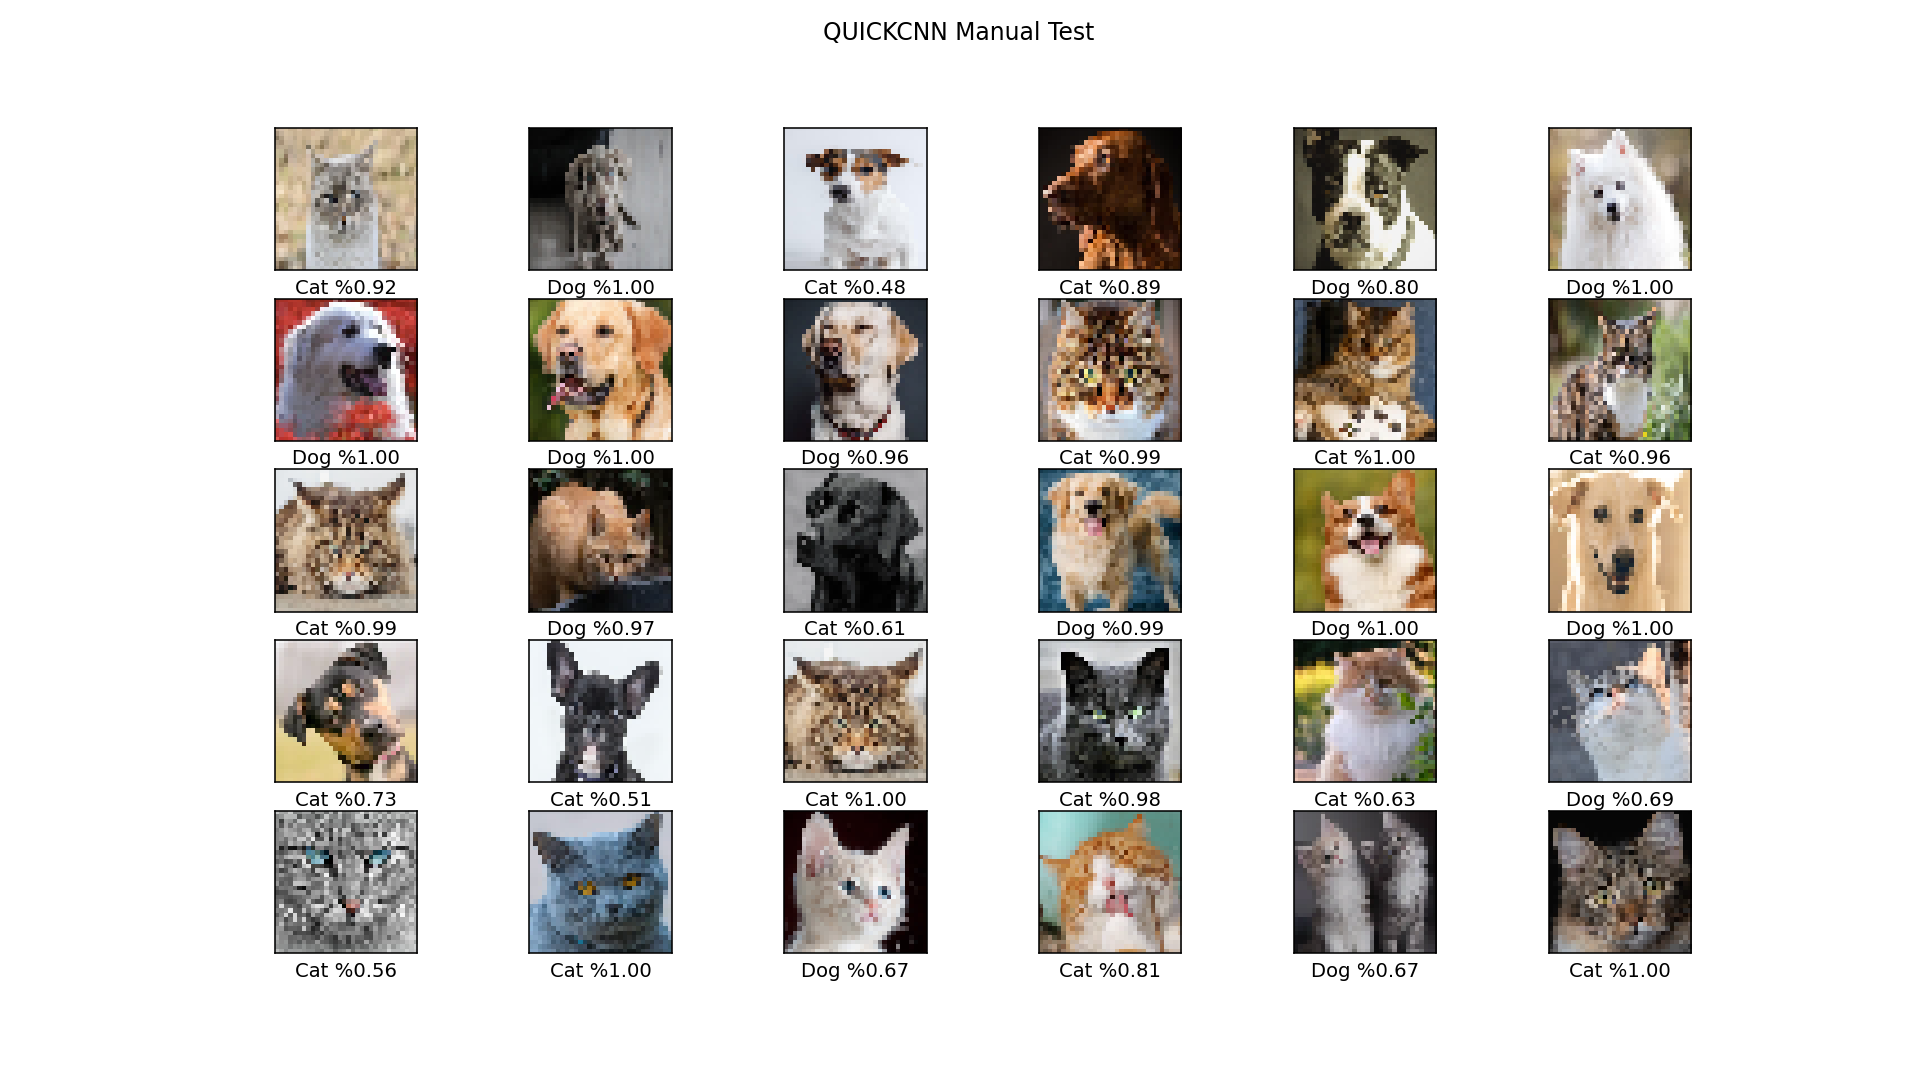 QUICKCNN Manual Test
Cat %0.92 Dog %1.00 Cat %0.48 Cat %0.89 Dog %0.80 Dog %1.00
Dog %1.00 Dog %1.00 Dog %0.96 Cat %0.99 Cat %1.00 Cat %0.96
Cat %0.99 Dog %0.97 Cat %0.61 Dog %0.99 Dog %1.00 Dog %1.00
Cat %0.73 Cat %0.51 Cat %1.00 Cat %0.98 Cat %0.63 Dog %0.69
Cat %0.56 Cat %1.00 Dog %0.67 Cat %0.81 Dog %0.67 Cat %1.00